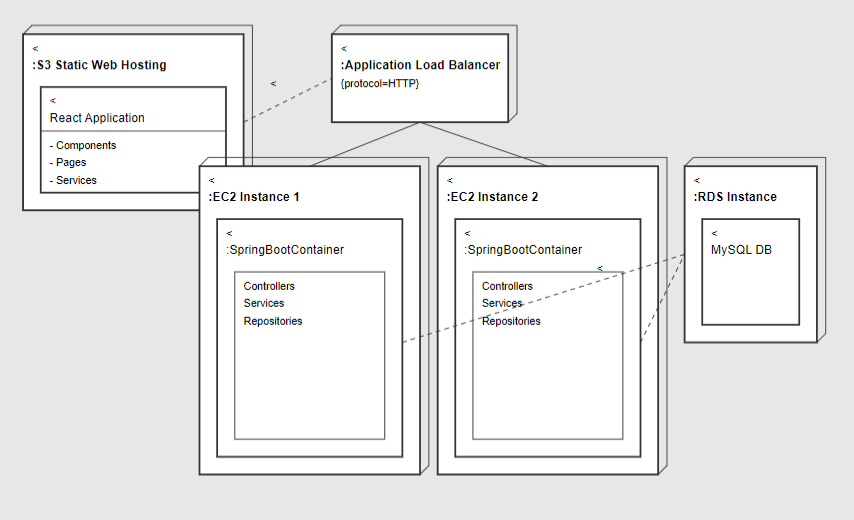 <
:S3 Static Web Hosting
<
React Application
- Components
- Pages
- Services
<
<
:Application Load Balancer
{protocol=HTTP}
<
:EC2 Instance 1
<
:SpringBootContainer
Controllers
Services
Repositories
<
:EC2 Instance 2
<
:SpringBootContainer
<
Controllers
Services
Repositories
<
:RDS Instance
<
MySQL DB